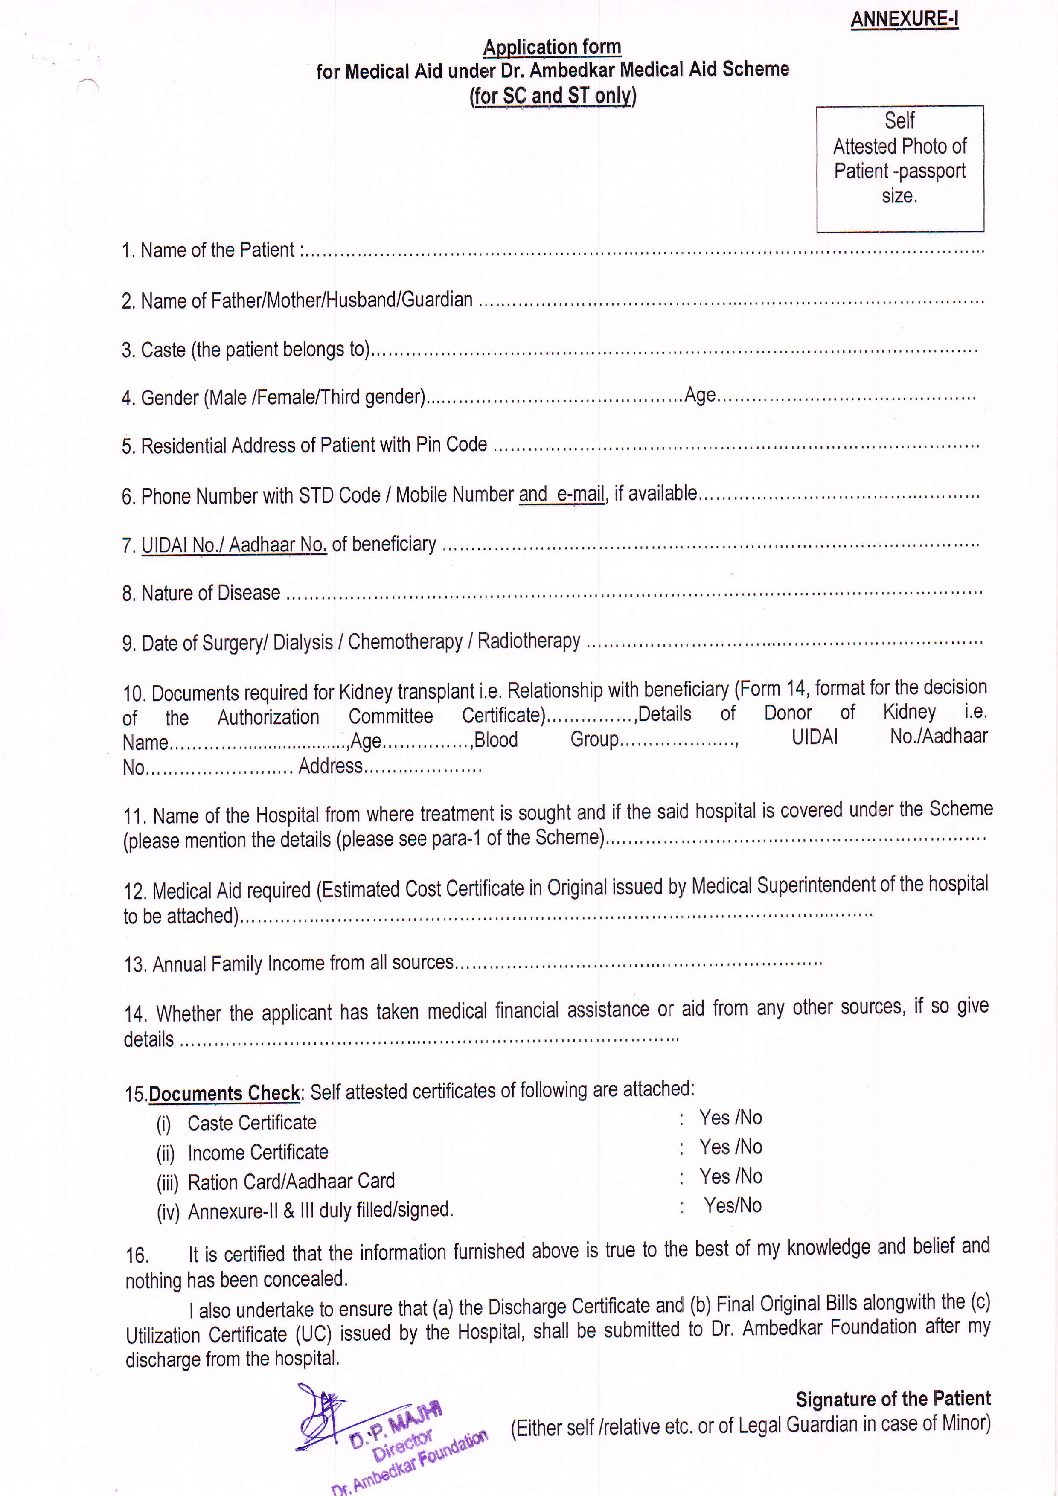 ANNEXURE-I
Application form
for Medical Aid under Dr. Ambedkar Medical Aid Scheme
(for SC and ST only)
Self
Attested Photo of
Patient -passport
size.
1. Name of the Patient :..................................................
2. Name of Father/Mother/Husband/Guardian ..................................................
3. Caste (the patient belongs to)..................................................
4. Gender (Male /Female/Third gender)..............................Age..............................
5. Residential Address of Patient with Pin Code ..................................................
6. Phone Number with STD Code / Mobile Number and e-mail, if available..............................
7. UIDAI No./ Aadhaar No. of beneficiary ..................................................
8. Nature of Disease ..................................................
9. Date of Surgery/ Dialysis / Chemotherapy / Radiotherapy ..................................................
10. Documents required for Kidney transplant i.e. Relationship with beneficiary (Form 14, format for the decision
of the Authorization Committee Certificate)...............,Details of Donor of Kidney i.e.
Name..............................,Age...............,Blood Group...................., UIDAI No./Aadhaar
No......................... Address.....................
11. Name of the Hospital from where treatment is sought and if the said hospital is covered under the Scheme
(please mention the details (please see para-1 of the Scheme)..................................................
12. Medical Aid required (Estimated Cost Certificate in Original issued by Medical Superintendent of the hospital
to be attached)..................................................
13. Annual Family Income from all sources..................................................
14. Whether the applicant has taken medical financial assistance or aid from any other sources, if so give
details ..................................................
15.Documents Check: Self attested certificates of following are attached:
(i) Caste Certificate : Yes /No
(ii) Income Certificate : Yes /No
(iii) Ration Card/Aadhaar Card : Yes /No
(iv) Annexure-II & III duly filled/signed. : Yes/No
16. It is certified that the information furnished above is true to the best of my knowledge and belief and
nothing has been concealed.
I also undertake to ensure that (a) the Discharge Certificate and (b) Final Original Bills alongwith the (c)
Utilization Certificate (UC) issued by the Hospital, shall be submitted to Dr. Ambedkar Foundation after my
discharge from the hospital.
Signature of the Patient
(Either self /relative etc. or of Legal Guardian in case of Minor)
D.P. MAJHI
Director
Dr. Ambedkar Foundation